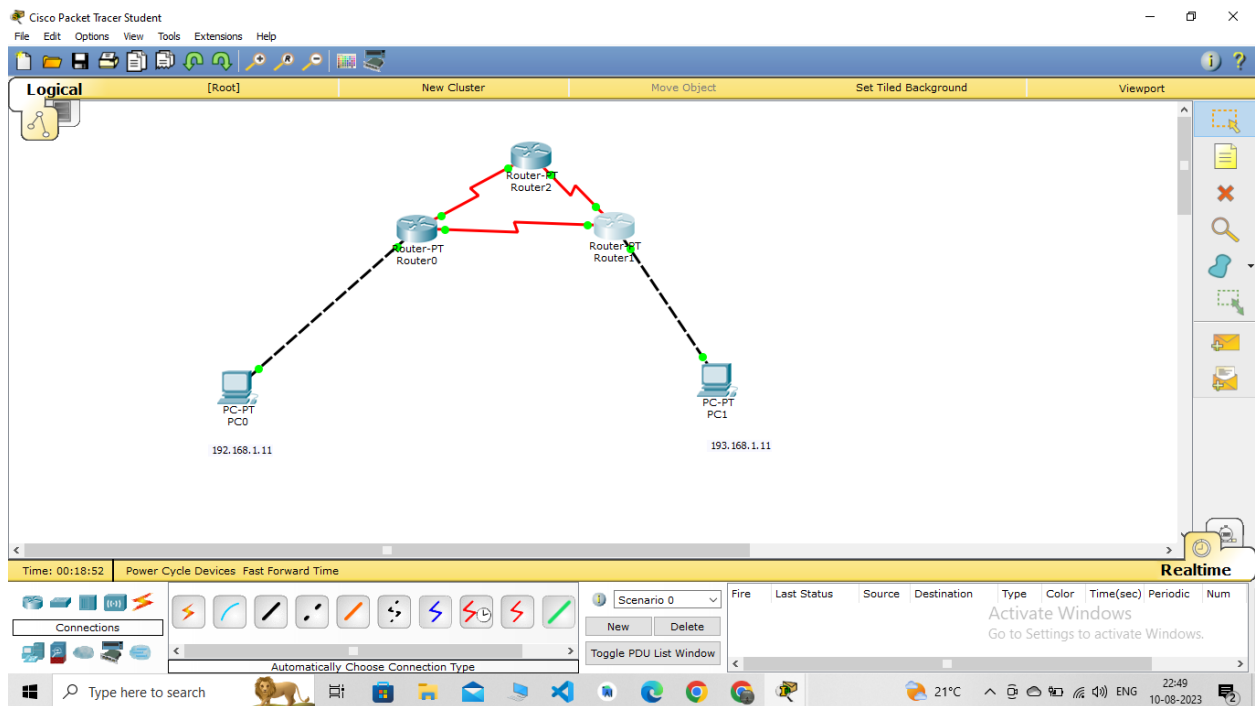 Cisco Packet Tracer Student
File Edit Options View Tools Extensions Help
Logical [Root] New Cluster Move Object Set Tiled Background Viewport
Router-PT
Router2
Router-PT
Router0
Router-PT
Router1
PC-PT
PC0
192.168.1.11
PC-PT
PC1
193.168.1.11
Time: 00:18:52 Power Cycle Devices Fast Forward Time Realtime
Connections
Automatically Choose Connection Type
Scenario 0
New Delete
Toggle PDU List Window
Fire Last Status Source Destination Type Color Time(sec) Periodic Num
Activate Windows
Go to Settings to activate Windows.
Type here to search
21°C ENG 22:49
10-08-2023
2